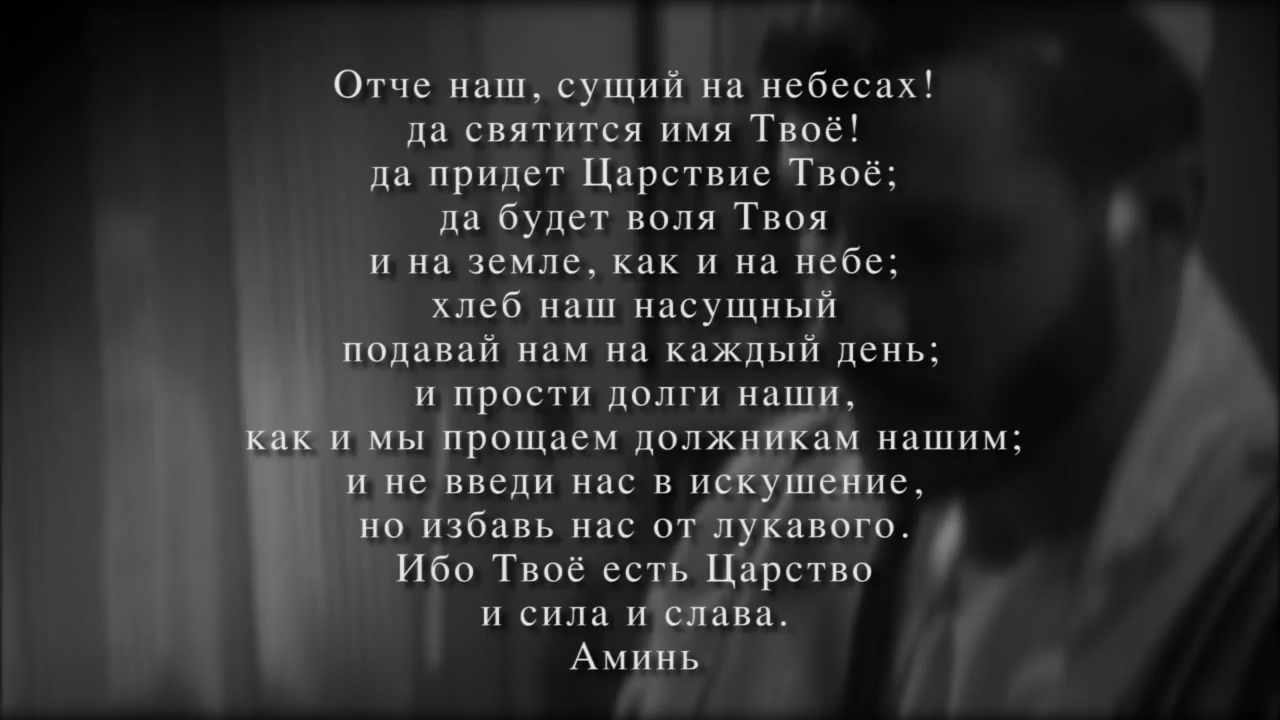 Отче наш, сущий на небесах!
да святится имя Твоё!
да придет Царствие Твоё;
да будет воля Твоя
и на земле, как и на небе;
хлеб наш насущный
подавай нам на каждый день;
и прости долги наши,
как и мы прощаем должникам нашим;
и не введи нас в искушение,
но избавь нас от лукавого.
Ибо Твоё есть Царство
и сила и слава.
Аминь